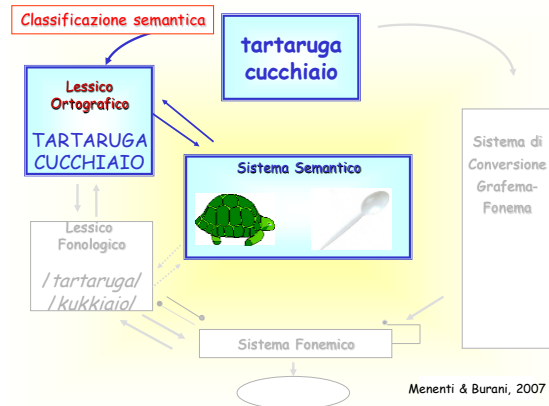 Classificazione semantica
tartaruga
cucchiaio
Lessico
Ortografico
TARTARUGA
CUCCHIAIO
Sistema Semantico
Sistema di
Conversione
Grafema-
Fonema
Lessico
Fonologico
/tartaruga/
/kukkiaio/
Sistema Fonemico
Menenti & Burani, 2007